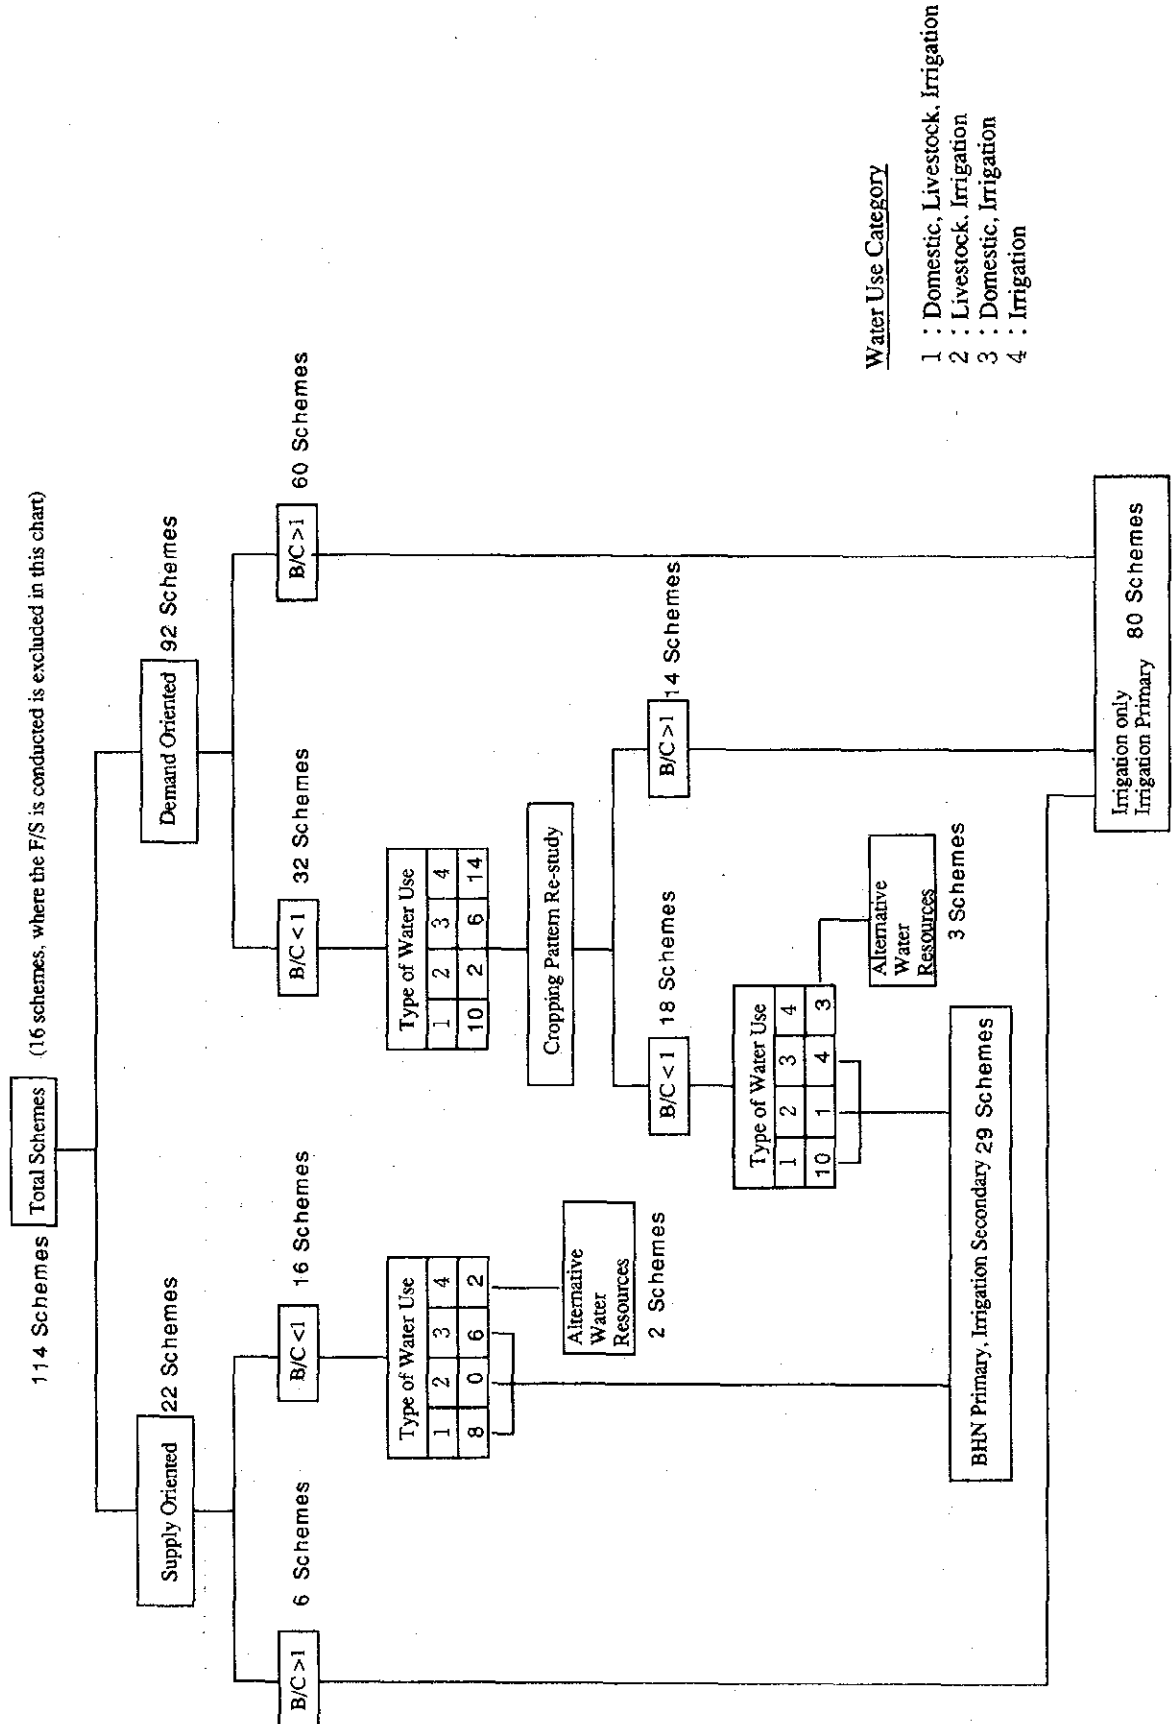 114 Schemes
Total Schemes
(16 schemes, where the F/S is conducted is excluded in this chart)
Supply Oriented
22 Schemes
Demand Oriented
92 Schemes
B/C>1
6 Schemes
B/C<1
16 Schemes
B/C<1
32 Schemes
B/C>1
60 Schemes
Type of Water Use
1 2 3 4
8 0 6 2
Type of Water Use
1 2 3 4
10 2 6 14
Alternative
Water
Resources
2 Schemes
Cropping Pattern Re-study
B/C<1
18 Schemes
B/C>1
14 Schemes
Type of Water Use
1 2 3 4
10 1 4 3
Alternative
Water
Resources
3 Schemes
BHN Primary, Irrigation Secondary 29 Schemes
Irrigation only
Irrigation Primary 80 Schemes
Water Use Category
1 : Domestic, Livestock, Irrigation
2 : Livestock, Irrigation
3 : Domestic, Irrigation
4 : Irrigation